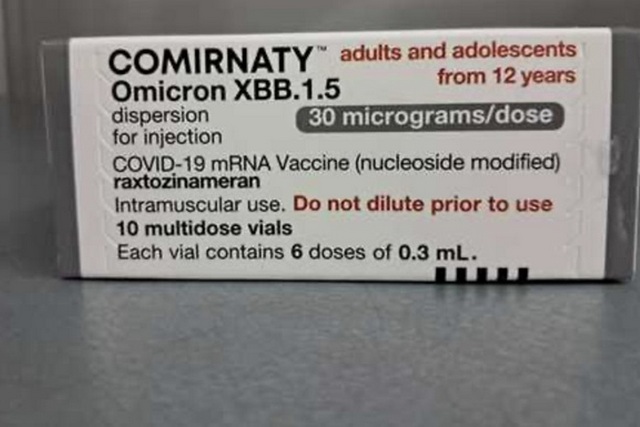 COMIRNATY™ adults and adolescents
from 12 years
Omicron XBB.1.5
dispersion
for injection
30 micrograms/dose
COVID-19 mRNA Vaccine (nucleoside modified)
raxtozinameran
Intramuscular use. Do not dilute prior to use
10 multidose vials
Each vial contains 6 doses of 0.3 mL.